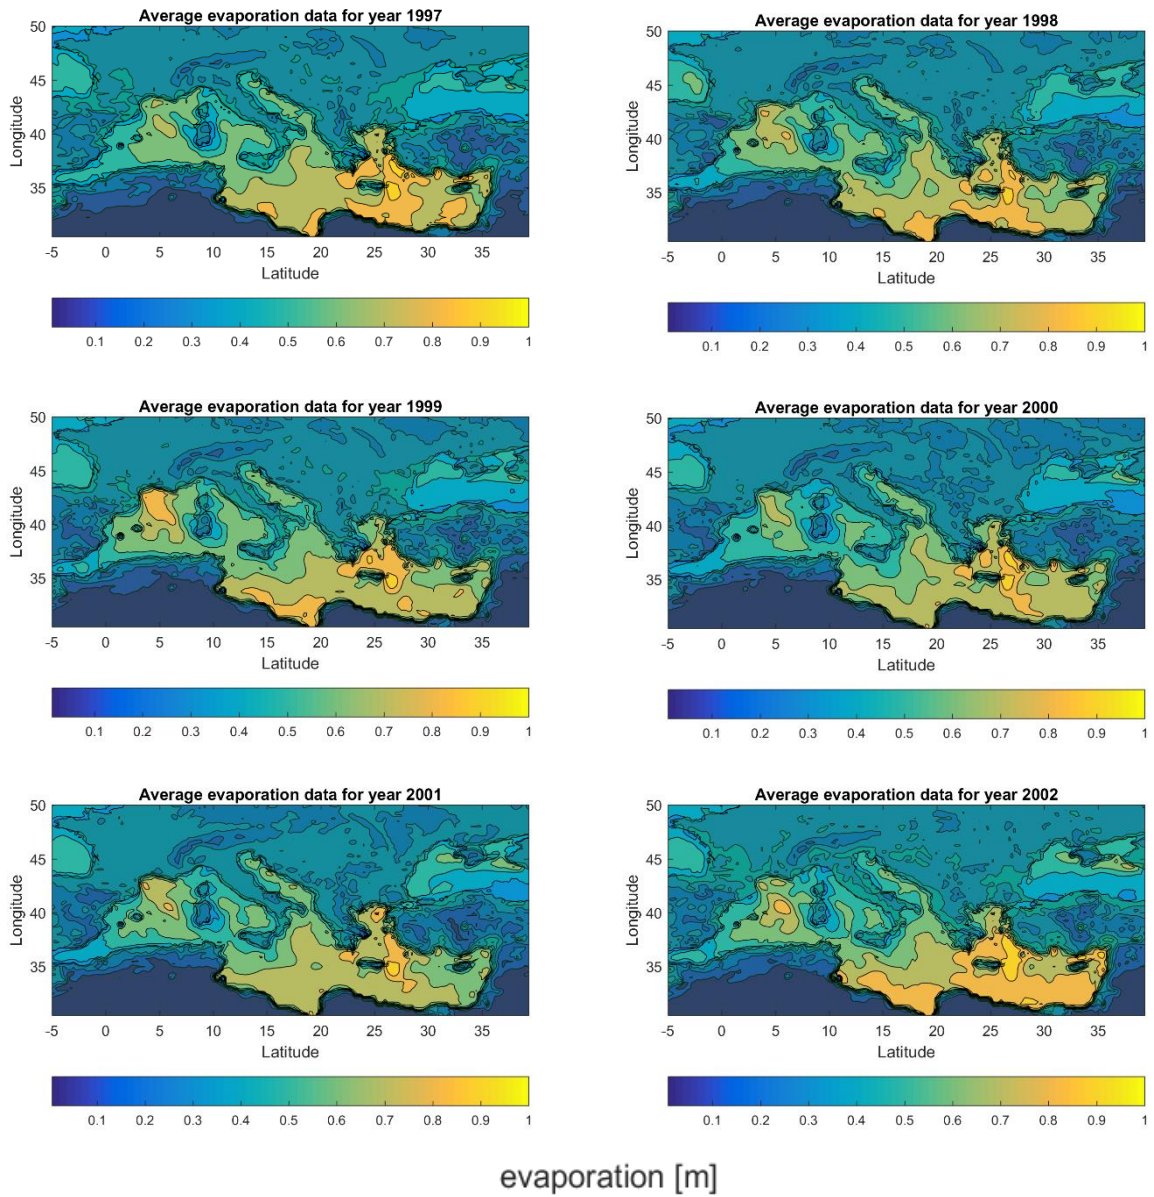 Average evaporation data for year 1997
50
45
40
35
Longitude
-5 0 5 10 15 20 25 30 35
Latitude
0.1 0.2 0.3 0.4 0.5 0.6 0.7 0.8 0.9 1
Average evaporation data for year 1998
50
45
40
35
Longitude
-5 0 5 10 15 20 25 30 35
Latitude
0.1 0.2 0.3 0.4 0.5 0.6 0.7 0.8 0.9 1
Average evaporation data for year 1999
50
45
40
35
Longitude
-5 0 5 10 15 20 25 30 35
Latitude
0.1 0.2 0.3 0.4 0.5 0.6 0.7 0.8 0.9 1
Average evaporation data for year 2000
50
45
40
35
Longitude
-5 0 5 10 15 20 25 30 35
Latitude
0.1 0.2 0.3 0.4 0.5 0.6 0.7 0.8 0.9 1
Average evaporation data for year 2001
50
45
40
35
Longitude
-5 0 5 10 15 20 25 30 35
Latitude
0.1 0.2 0.3 0.4 0.5 0.6 0.7 0.8 0.9 1
Average evaporation data for year 2002
50
45
40
35
Longitude
-5 0 5 10 15 20 25 30 35
Latitude
0.1 0.2 0.3 0.4 0.5 0.6 0.7 0.8 0.9 1
evaporation [m]